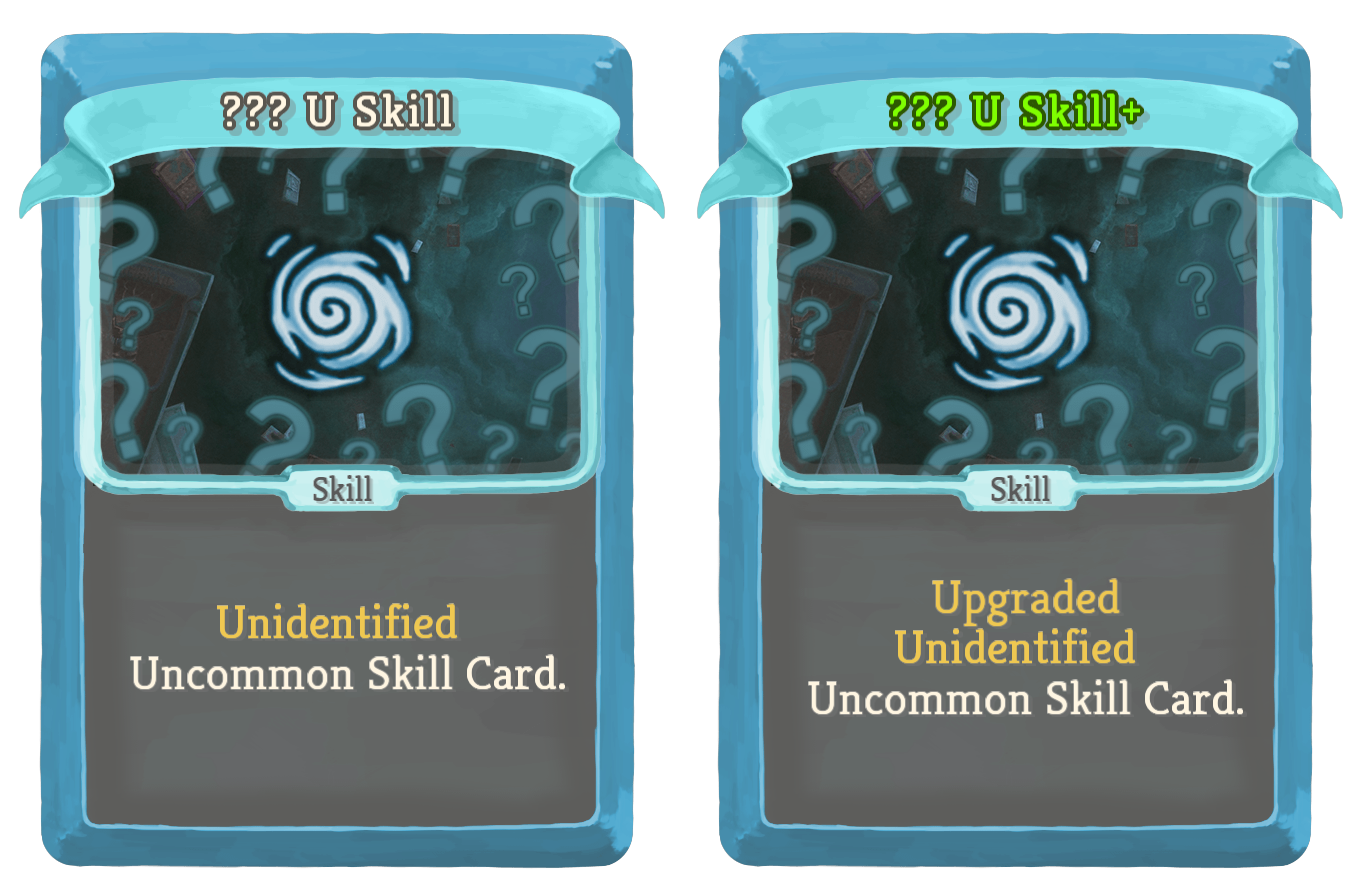 ??? U Skill
Skill
Unidentified
Uncommon Skill Card.
??? U Skill+
Skill
Upgraded
Unidentified
Uncommon Skill Card.